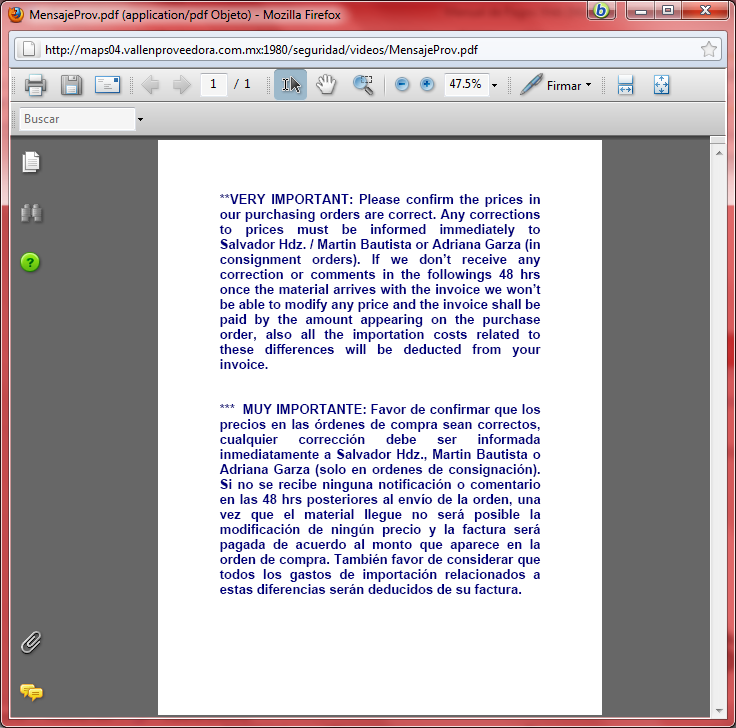 MensajeProv.pdf (application/pdf Objeto) - Mozilla Firefox
http://maps04.vallenproveedora.com.mx:1980/seguridad/videos/MensajeProv.pdf
1 / 1 47.5% Firmar
Buscar
**VERY IMPORTANT: Please confirm the prices in
our purchasing orders are correct. Any corrections
to prices must be informed immediately to
Salvador Hdz. / Martin Bautista or Adriana Garza (in
consignment orders). If we don't receive any
correction or comments in the followings 48 hrs
once the material arrives with the invoice we won't
be able to modify any price and the invoice shall be
paid by the amount appearing on the purchase
order, also all the importation costs related to
these differences will be deducted from your
invoice.
*** MUY IMPORTANTE: Favor de confirmar que los
precios en las órdenes de compra sean correctos,
cualquier corrección debe ser informada
inmediatamente a Salvador Hdz., Martin Bautista o
Adriana Garza (solo en ordenes de consignación).
Si no se recibe ninguna notificación o comentario
en las 48 hrs posteriores al envío de la orden, una
vez que el material llegue no será posible la
modificación de ningún precio y la factura será
pagada de acuerdo al monto que aparece en la
orden de compra. También favor de considerar que
todos los gastos de importación relacionados a
estas diferencias serán deducidos de su factura.